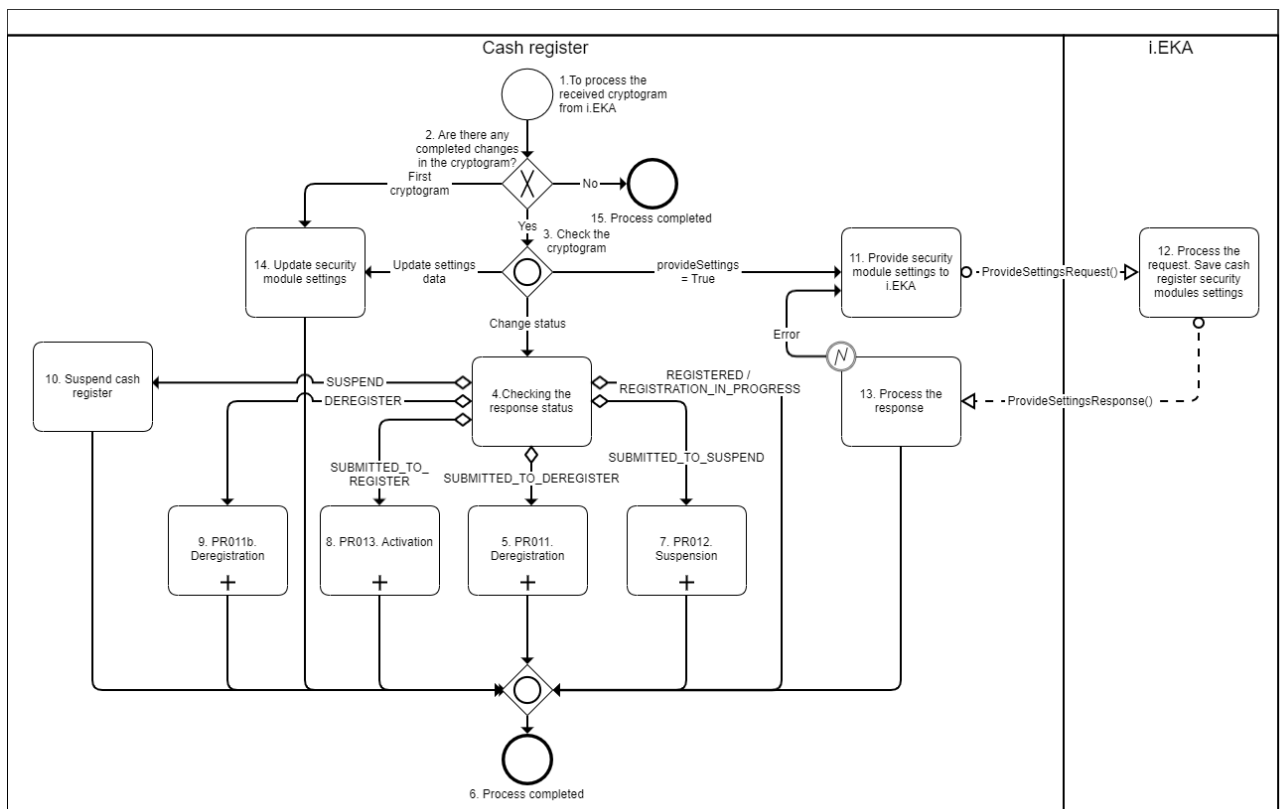 Cash register
i.EKA
1.To process the
received cryptogram
from i.EKA
2. Are there any
completed changes
in the cryptogram?
First
cryptogram
No
15. Process completed
Yes
3. Check the
cryptogram
14. Update security
module settings
Update settings
data
provideSettings
= True
11. Provide security
module settings to
i.EKA
ProvideSettingsRequest()
12. Process the
request. Save cash
register security
modules settings
Change status
Error
10. Suspend cash
register
SUSPEND
DEREGISTER
4.Checking the
response status
REGISTERED /
REGISTRATION_IN_PROGRESS
13. Process the
response
ProvideSettingsResponse()
SUBMITTED_TO_
REGISTER
SUBMITTED_TO_DEREGISTER
SUBMITTED_TO_SUSPEND
9. PR011b.
Deregistration
8. PR013. Activation
5. PR011.
Deregistration
7. PR012.
Suspension
6. Process completed